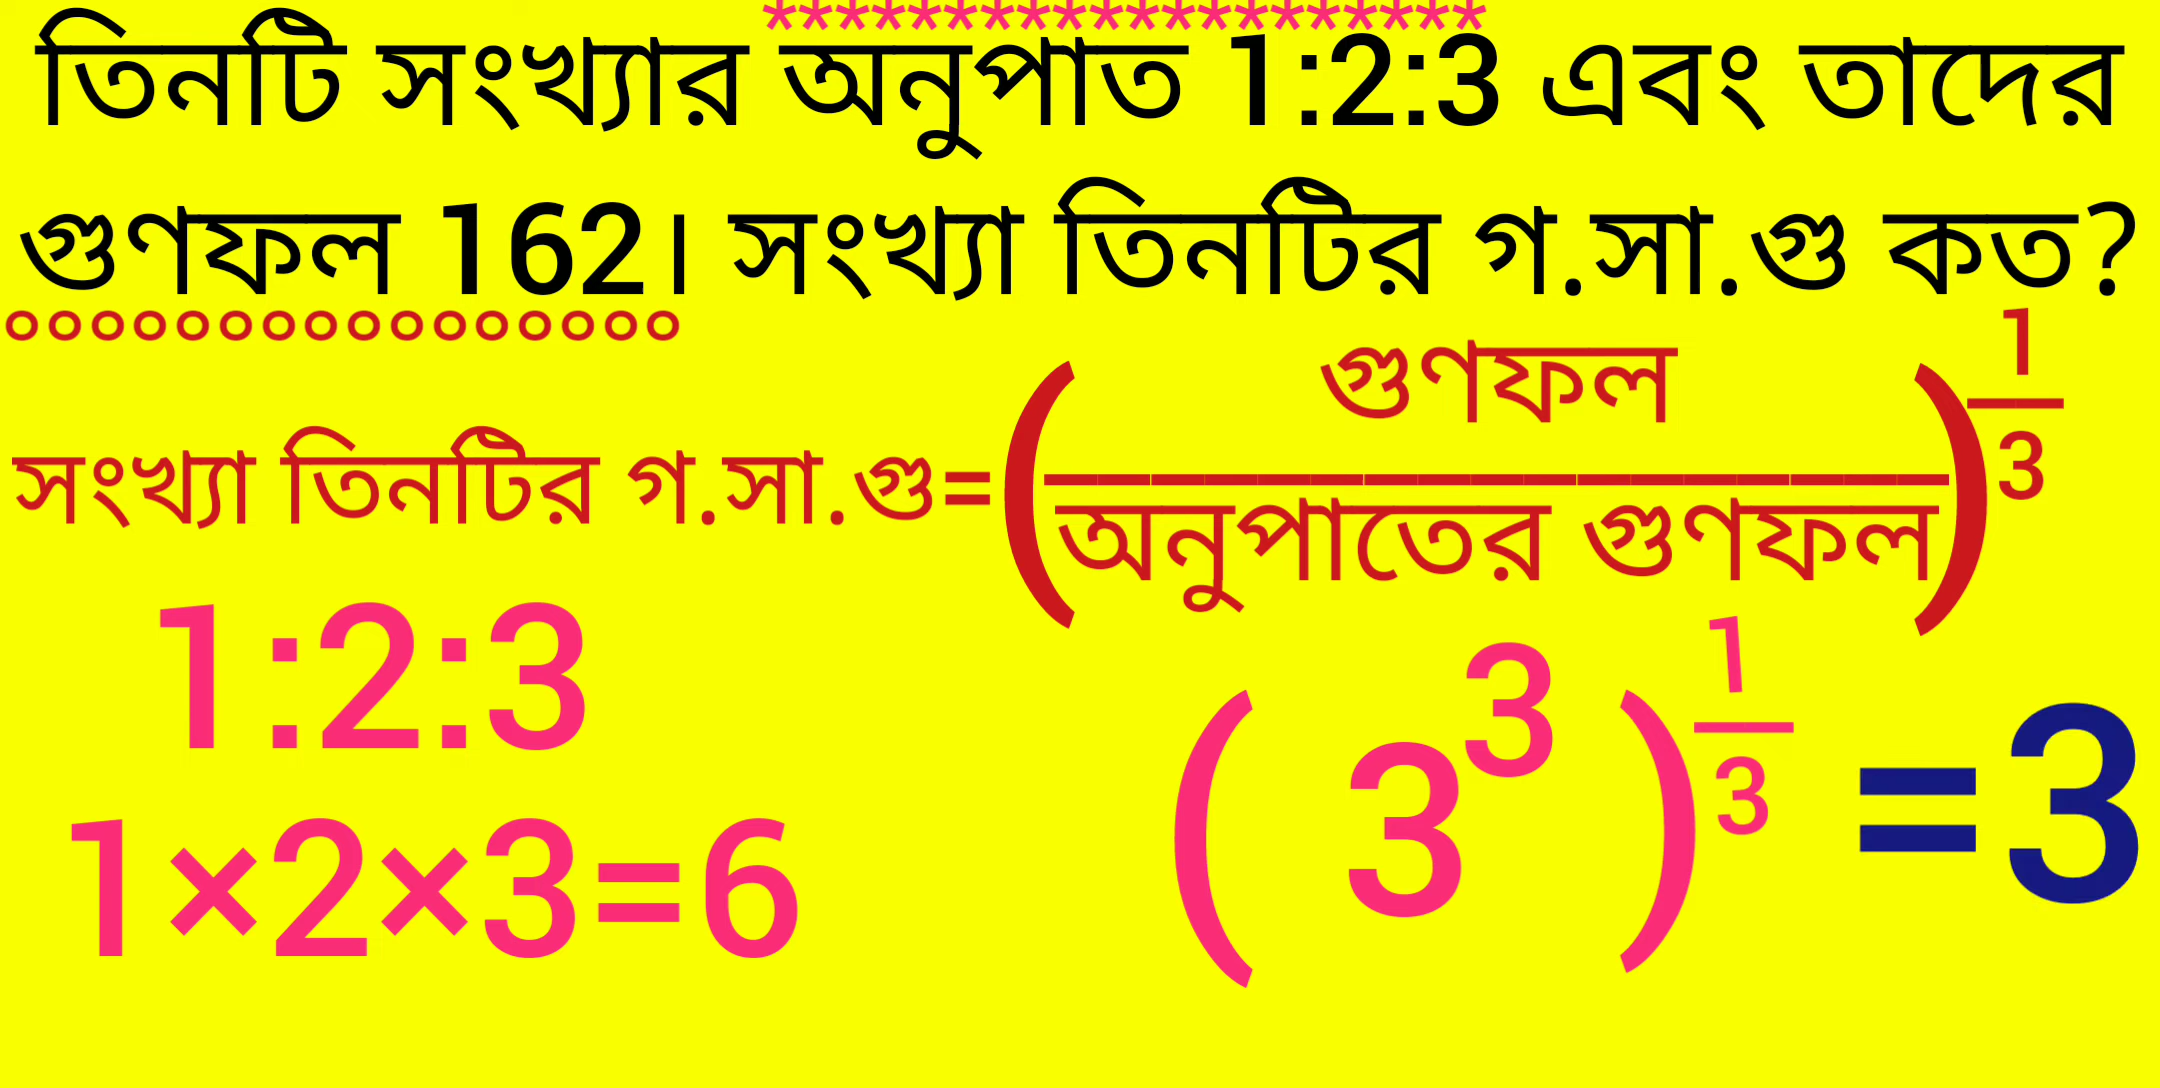 *******************
তিনটি সংখ্যার অনুপাত 1:2:3 এবং তাদের
গুণফল 162। সংখ্যা তিনটির গ.সা.গু কত?
সংখ্যা তিনটির গ.সা.গু=(গুণফল/অনুপাতের গুণফল)^1/3
1:2:3
1×2×3=6
(3^3)^1/3=3